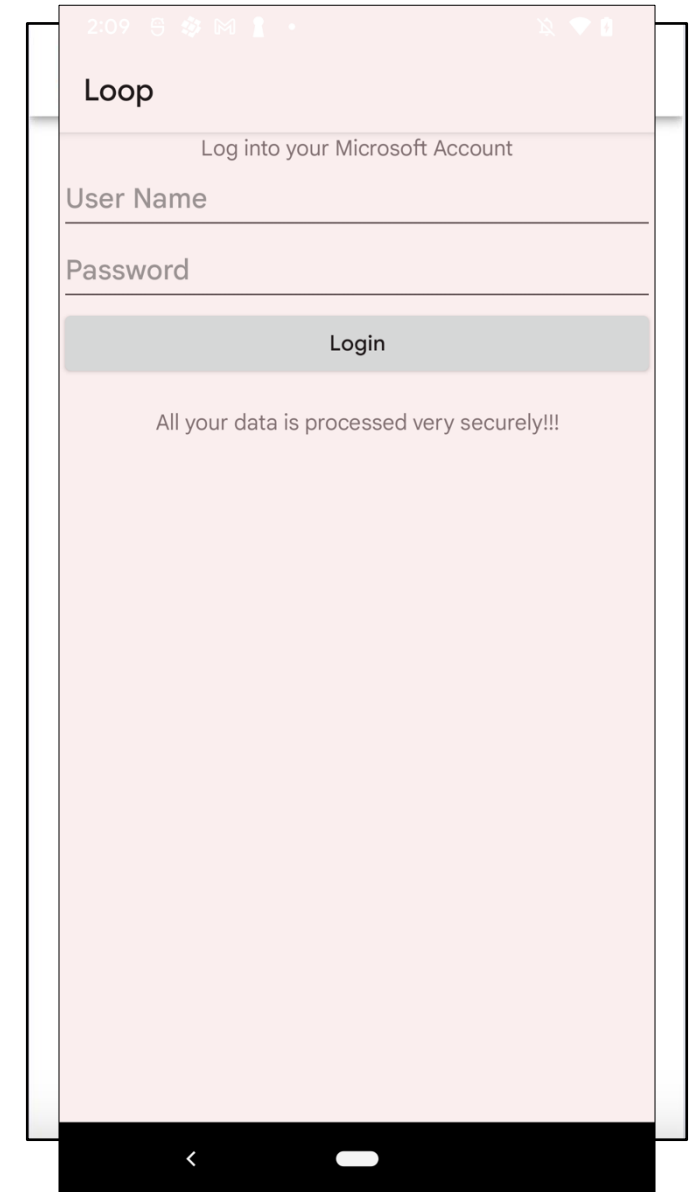 2:09
Loop
Log into your Microsoft Account
User Name
Password
Login
All your data is processed very securely!!!